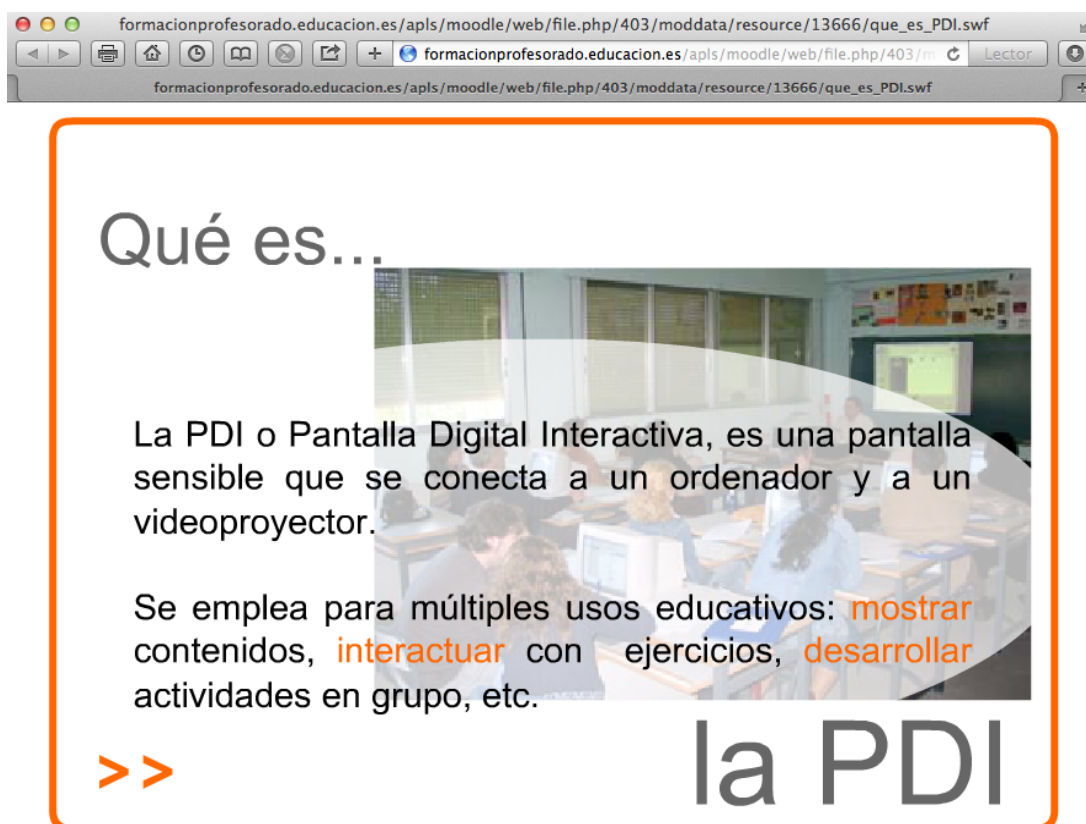 formacionprofesorado.educacion.es/apls/moodle/web/file.php/403/moddata/resource/13666/que_es_PDI.swf
formacionprofesorado.educacion.es/apls/moodle/web/file.php/403/m Lector
formacionprofesorado.educacion.es/apls/moodle/web/file.php/403/moddata/resource/13666/que_es_PDI.swf
Qué es...
La PDI o Pantalla Digital Interactiva, es una pantalla
sensible que se conecta a un ordenador y a un
videoproyector.
Se emplea para múltiples usos educativos: mostrar
contenidos, interactuar con ejercicios, desarrollar
actividades en grupo, etc.
>>
la PDI